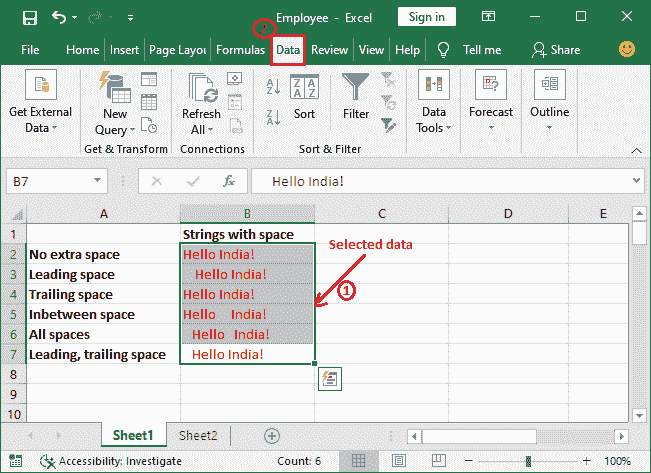 Employee - Excel
Sign in
2
File Home Insert Page Layou Formulas Data Review View Help Tell me Share
Get External Data
New Query
Refresh All
A Z
Z A
Z A A Z
Sort
Filter
Data Tools
Forecast
Outline
Get & Transform
Connections
Sort & Filter
B7
fx
Hello India!
A B C D E
1 Strings with space
2 No extra space Hello India!
Selected data
3 Leading space Hello India!
4 Trailing space Hello India!
1
5 Inbetween space Hello    India!
6 All spaces Hello India!
7 Leading, trailing space Hello India!
8
9
10
Sheet1 Sheet2
Accessibility: Investigate Count: 6 100%